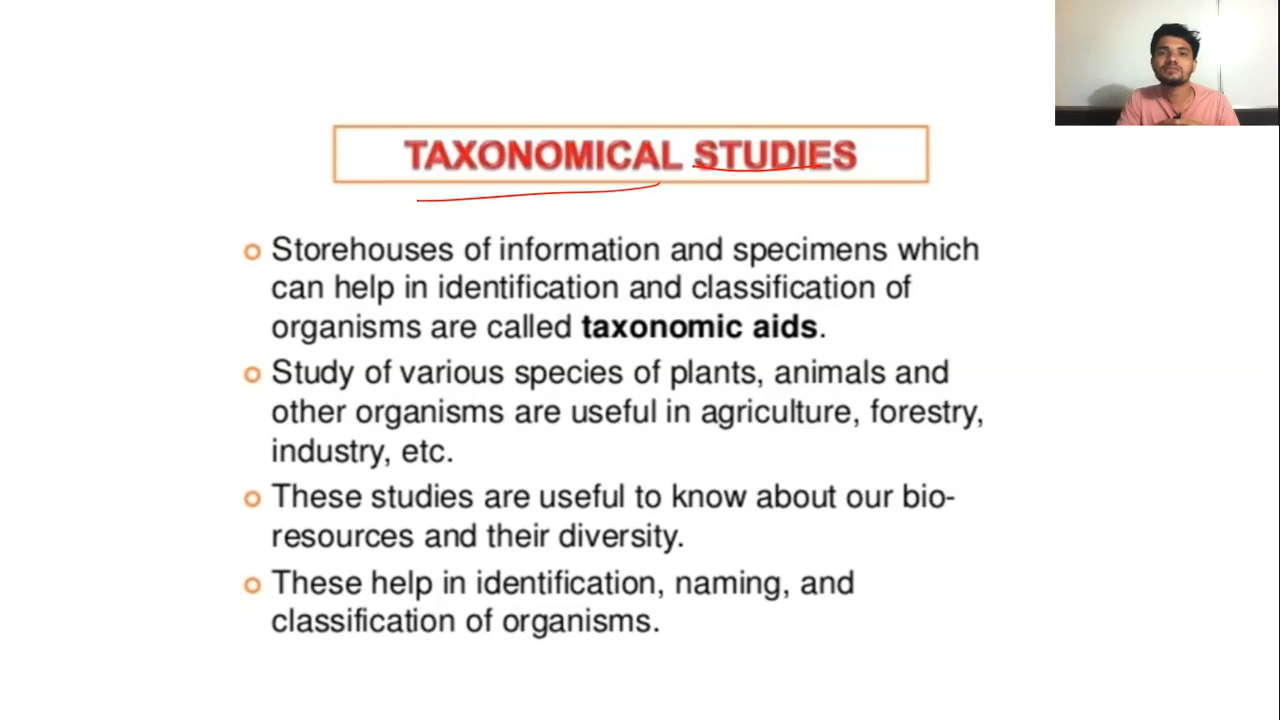 TAXONOMICAL STUDIES
Storehouses of information and specimens which
can help in identification and classification of
organisms are called taxonomic aids.
Study of various species of plants, animals and
other organisms are useful in agriculture, forestry,
industry, etc.
These studies are useful to know about our bio-
resources and their diversity.
These help in identification, naming, and
classification of organisms.